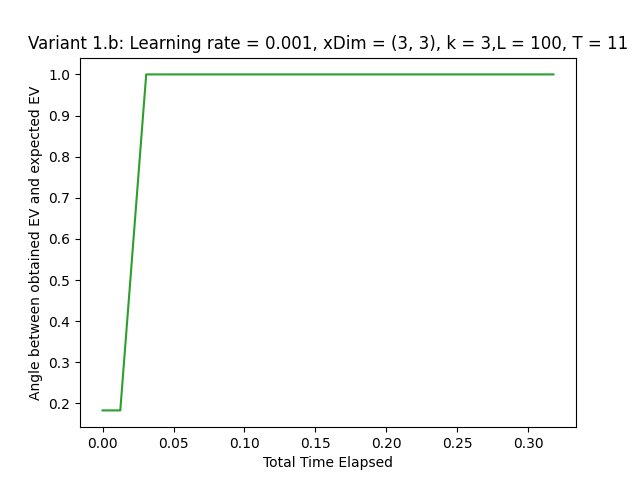 Variant 1.b: Learning rate = 0.001, xDim = (3, 3), k = 3,L = 100, T = 11
Angle between obtained EV and expected EV
1.0
0.9
0.8
0.7
0.6
0.5
0.4
0.3
0.2
0.00 0.05 0.10 0.15 0.20 0.25 0.30
Total Time Elapsed